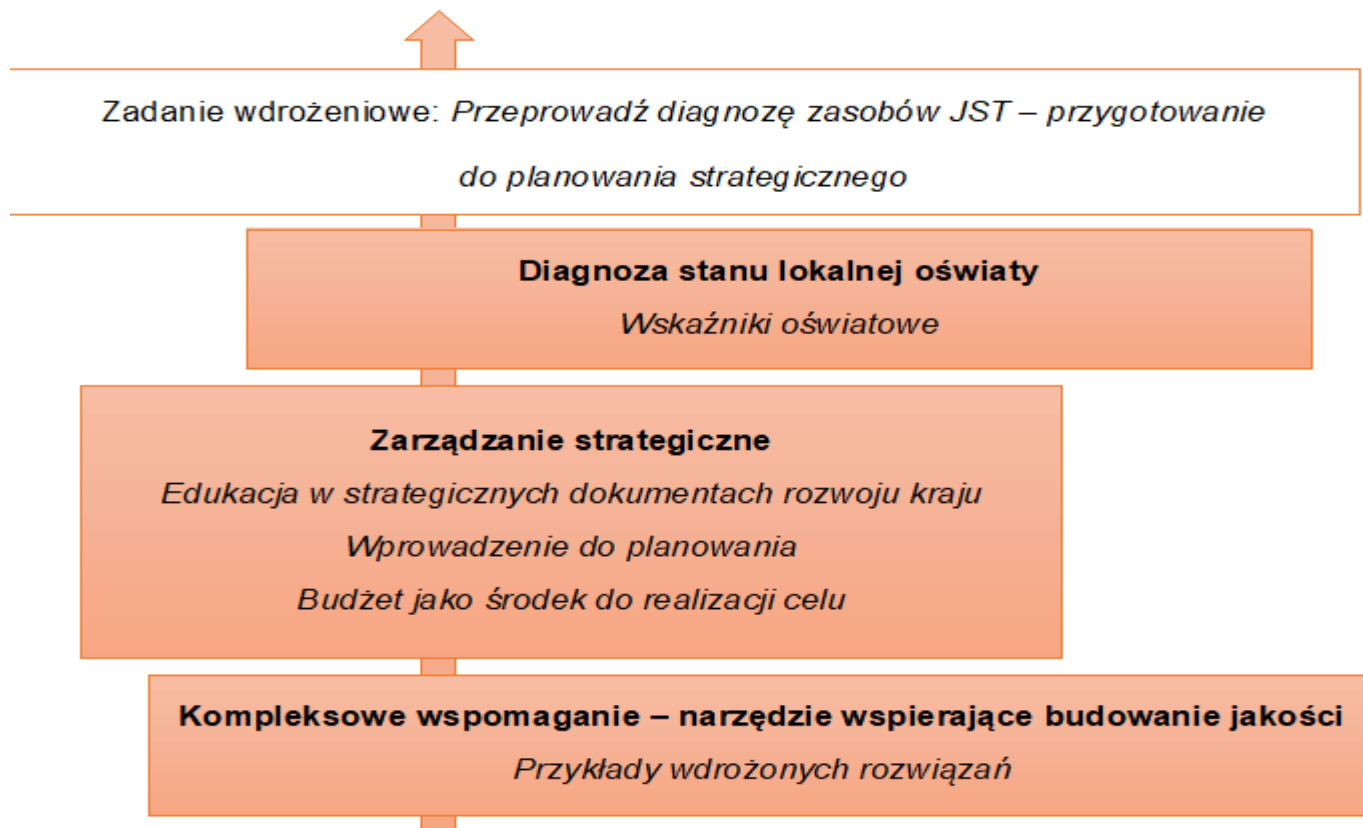 Zadanie wdrożeniowe: Przeprowadź diagnozę zasobów JST – przygotowanie
do planowania strategicznego
Diagnoza stanu lokalnej oświaty
Wskaźniki oświatowe
Zarządzanie strategiczne
Edukacja w strategicznych dokumentach rozwoju kraju
Wprowadzenie do planowania
Budżet jako środek do realizacji celu
Kompleksowe wspomaganie – narzędzie wspierające budowanie jakości
Przykłady wdrożonych rozwiązań